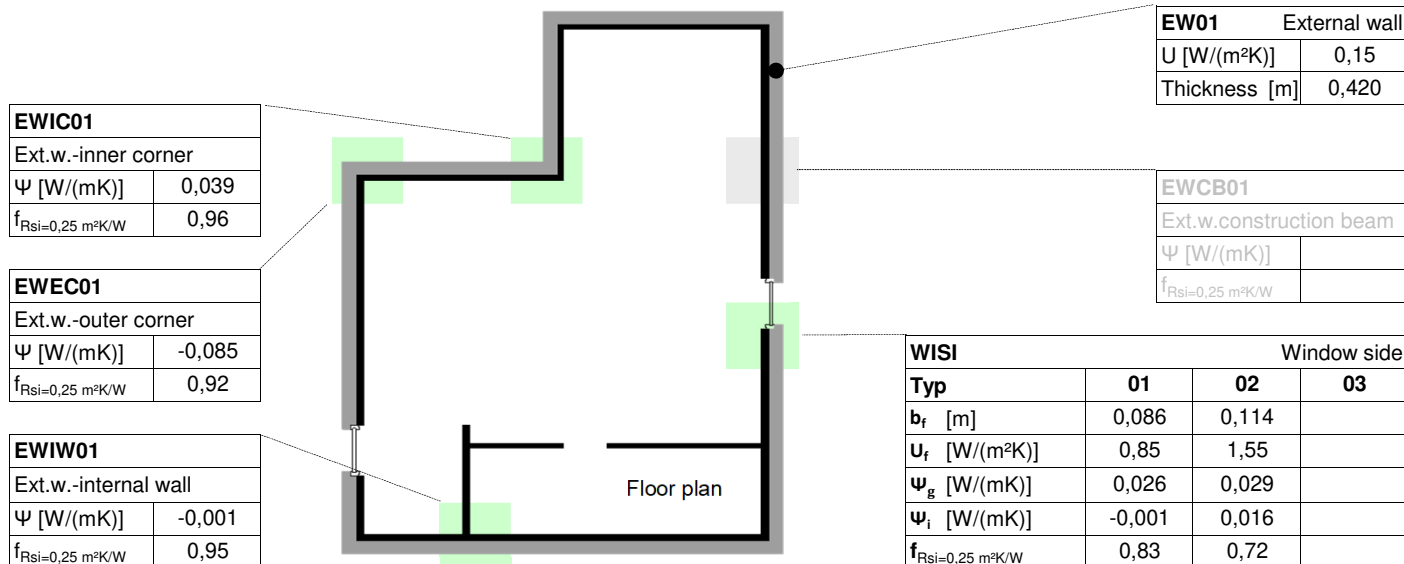 EW01 External wall
U [W/(m²K)] 0,15
Thickness [m] 0,420
EWIC01
Ext.w.-inner corner
Ψ [W/(mK)] 0,039
fRsi=0,25 m²K/W 0,96
EWEC01
Ext.w.-outer corner
Ψ [W/(mK)] -0,085
fRsi=0,25 m²K/W 0,92
EWIW01
Ext.w.-internal wall
Ψ [W/(mK)] -0,001
fRsi=0,25 m²K/W 0,95
Floor plan
EWCB01
Ext.w.construction beam
Ψ [W/(mK)]
fRsi=0,25 m²K/W
WISI Window side
Typ 01 02 03
bf [m] 0,086 0,114
Uf [W/(m²K)] 0,85 1,55
Ψg [W/(mK)] 0,026 0,029
Ψi [W/(mK)] -0,001 0,016
fRsi=0,25 m²K/W 0,83 0,72